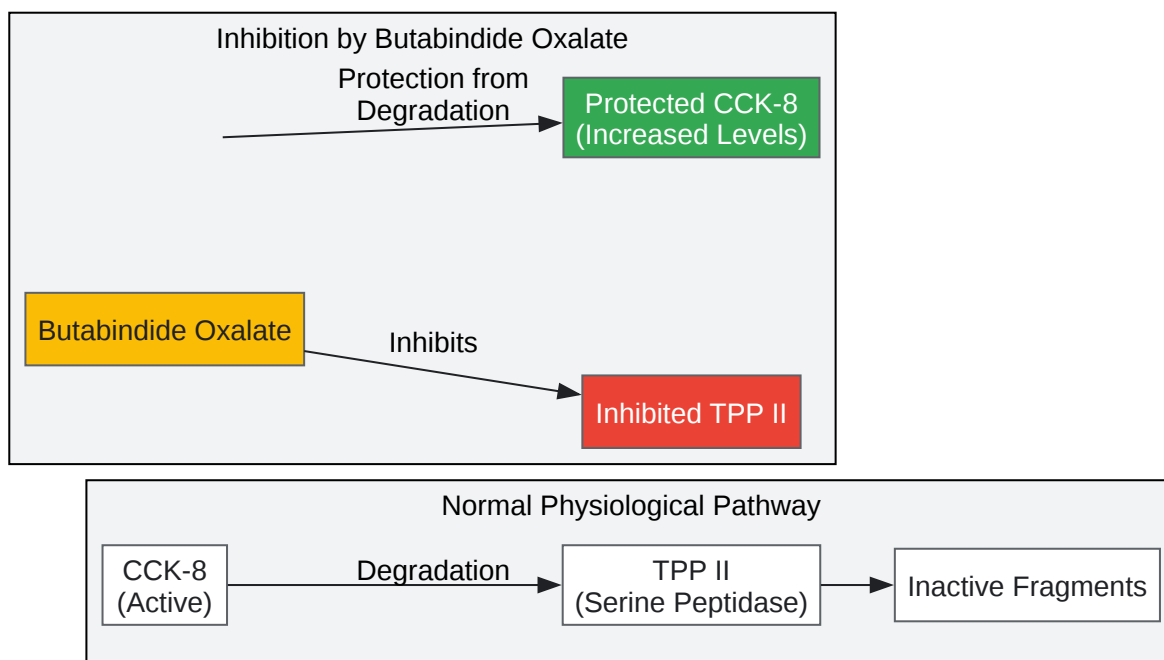 Inhibition by Butabindide Oxalate
Protection from
Degradation
Protected CCK-8
(Increased Levels)
Butabindide Oxalate
Inhibits
Inhibited TPP II
Normal Physiological Pathway
CCK-8
(Active)
Degradation
TPP II
(Serine Peptidase)
Inactive Fragments